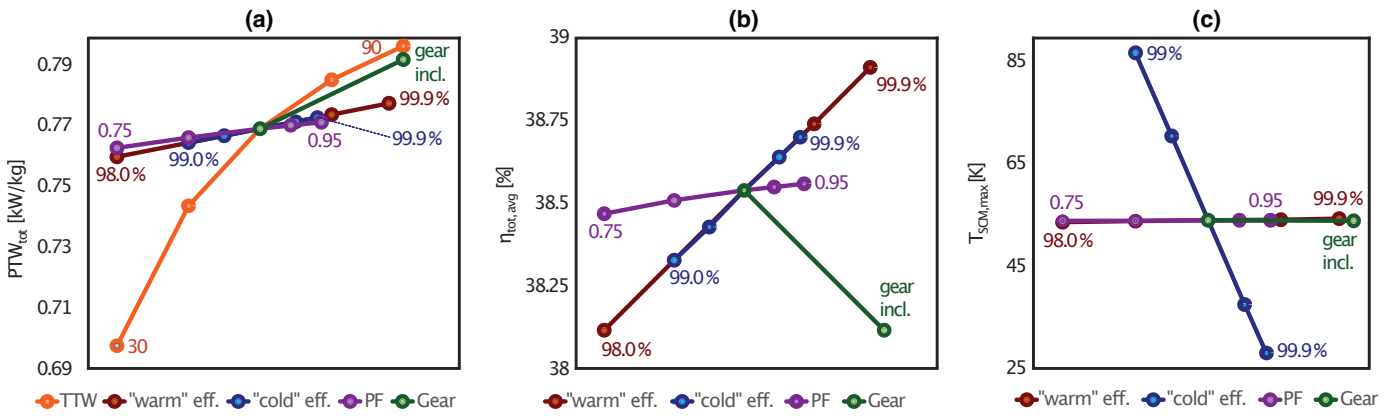 (a)
PTW_tot [kW/kg]
0.79
0.77
0.75
0.73
0.71
0.69
90
gear
incl.
99.9 %
0.75
98.0 %
99.0 %
0.95
99.9 %
30
TTW "warm" eff. "cold" eff. PF Gear
(b)
η_tot,avg [%]
39
38.75
38.5
38.25
38
99.9 %
99.9 %
0.95
0.75
99.0 %
gear
incl.
98.0 %
"warm" eff. "cold" eff. PF Gear
(c)
T_SCM,max [K]
85
65
45
25
99 %
0.75
0.95
99.9 %
98.0 %
gear
incl.
99.9 %
"warm" eff. "cold" eff. PF Gear